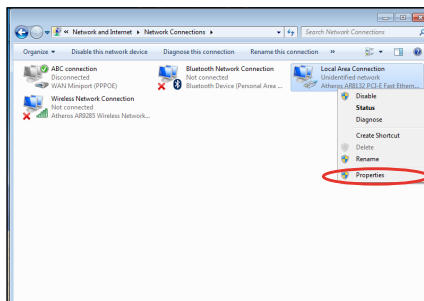 Network and Internet
Network Connections
Search Network Connections
Organize
Disable this network device
Diagnose this connection
Rename this connection
»
ABC connection
Disconnected
WAN Miniport (PPPOE)
Bluetooth Network Connection
Not connected
Bluetooth Device (Personal Area ...
Local Area Connection
Unidentified network
Atheros AR8132 PCI-E Fast Ethern...
Wireless Network Connection
Not connected
Atheros AR9285 Wireless Network...
Disable
Status
Diagnose
Create Shortcut
Delete
Rename
Properties